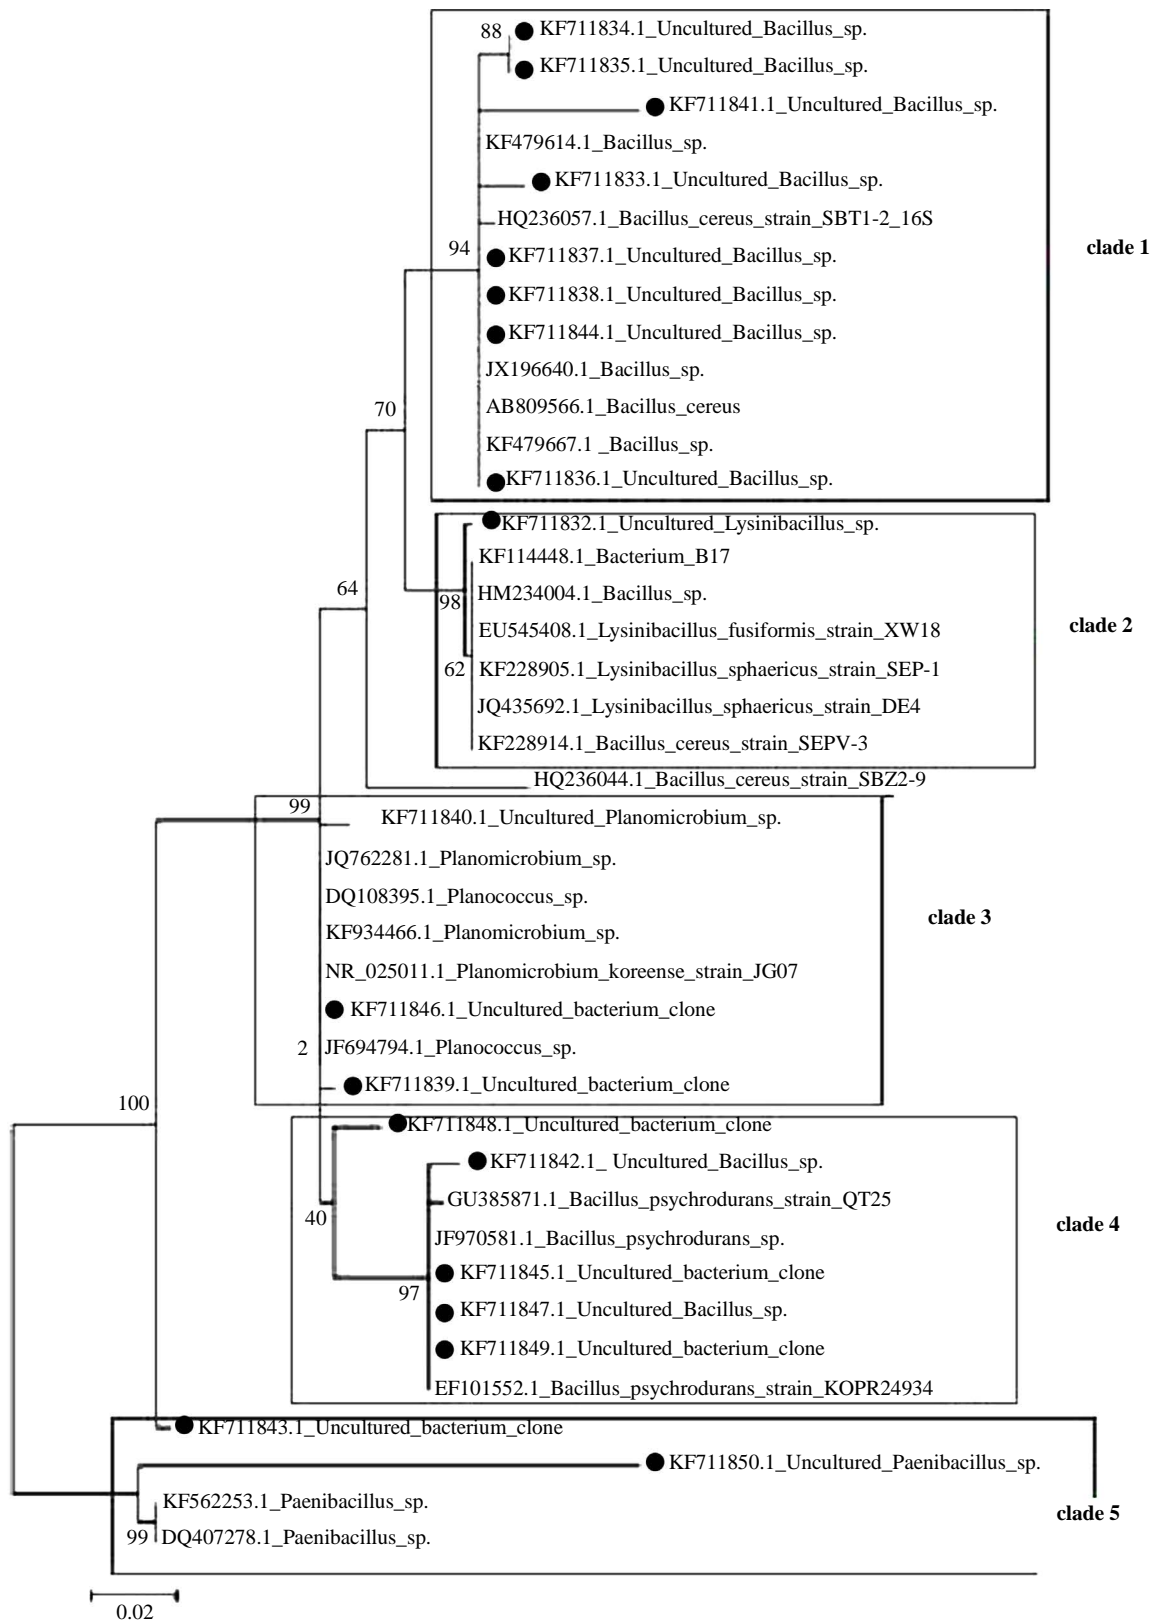 88
KF711834.1_Uncultured_Bacillus_sp.
KF711835.1_Uncultured_Bacillus_sp.
KF711841.1_Uncultured_Bacillus_sp.
KF479614.1_Bacillus_sp.
KF711833.1_Uncultured_Bacillus_sp.
HQ236057.1_Bacillus_cereus_strain_SBT1-2_16S
94
clade 1
KF711837.1_Uncultured_Bacillus_sp.
KF711838.1_Uncultured_Bacillus_sp.
KF711844.1_Uncultured_Bacillus_sp.
JX196640.1_Bacillus_sp.
70
AB809566.1_Bacillus_cereus
KF479667.1 _Bacillus_sp.
KF711836.1_Uncultured_Bacillus_sp.
KF711832.1_Uncultured_Lysinibacillus_sp.
KF114448.1_Bacterium_B17
64
98
HM234004.1_Bacillus_sp.
EU545408.1_Lysinibacillus_fusiformis_strain_XW18
clade 2
62
KF228905.1_Lysinibacillus_sphaericus_strain_SEP-1
JQ435692.1_Lysinibacillus_sphaericus_strain_DE4
KF228914.1_Bacillus_cereus_strain_SEPV-3
HQ236044.1_Bacillus_cereus_strain_SBZ2-9
99
KF711840.1_Uncultured_Planomicrobium_sp.
JQ762281.1_Planomicrobium_sp.
DQ108395.1_Planococcus_sp.
clade 3
KF934466.1_Planomicrobium_sp.
NR_025011.1_Planomicrobium_koreense_strain_JG07
KF711846.1_Uncultured_bacterium_clone
2
JF694794.1_Planococcus_sp.
KF711839.1_Uncultured_bacterium_clone
100
KF711848.1_Uncultured_bacterium_clone
KF711842.1_ Uncultured_Bacillus_sp.
GU385871.1_Bacillus_psychrodurans_strain_QT25
40
clade 4
JF970581.1_Bacillus_psychrodurans_sp.
KF711845.1_Uncultured_bacterium_clone
97
KF711847.1_Uncultured_Bacillus_sp.
KF711849.1_Uncultured_bacterium_clone
EF101552.1_Bacillus_psychrodurans_strain_KOPR24934
KF711843.1_Uncultured_bacterium_clone
KF711850.1_Uncultured_Paenibacillus_sp.
KF562253.1_Paenibacillus_sp.
clade 5
99
DQ407278.1_Paenibacillus_sp.
0.02